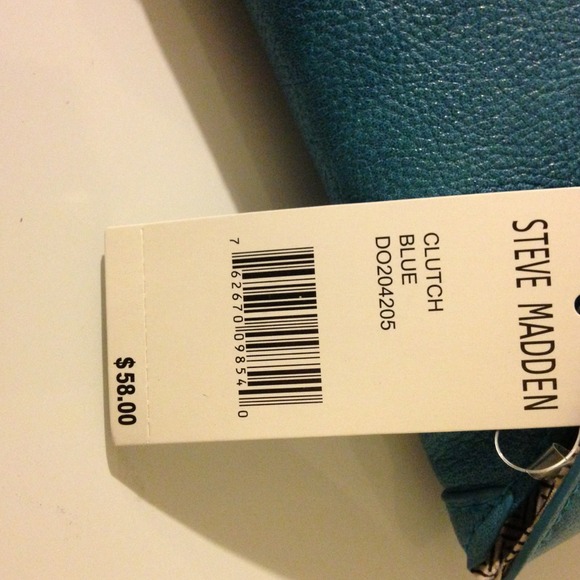 STEVE MADDEN
CLUTCH
BLUE
DO204205
7 62670 09854 0
$58.00